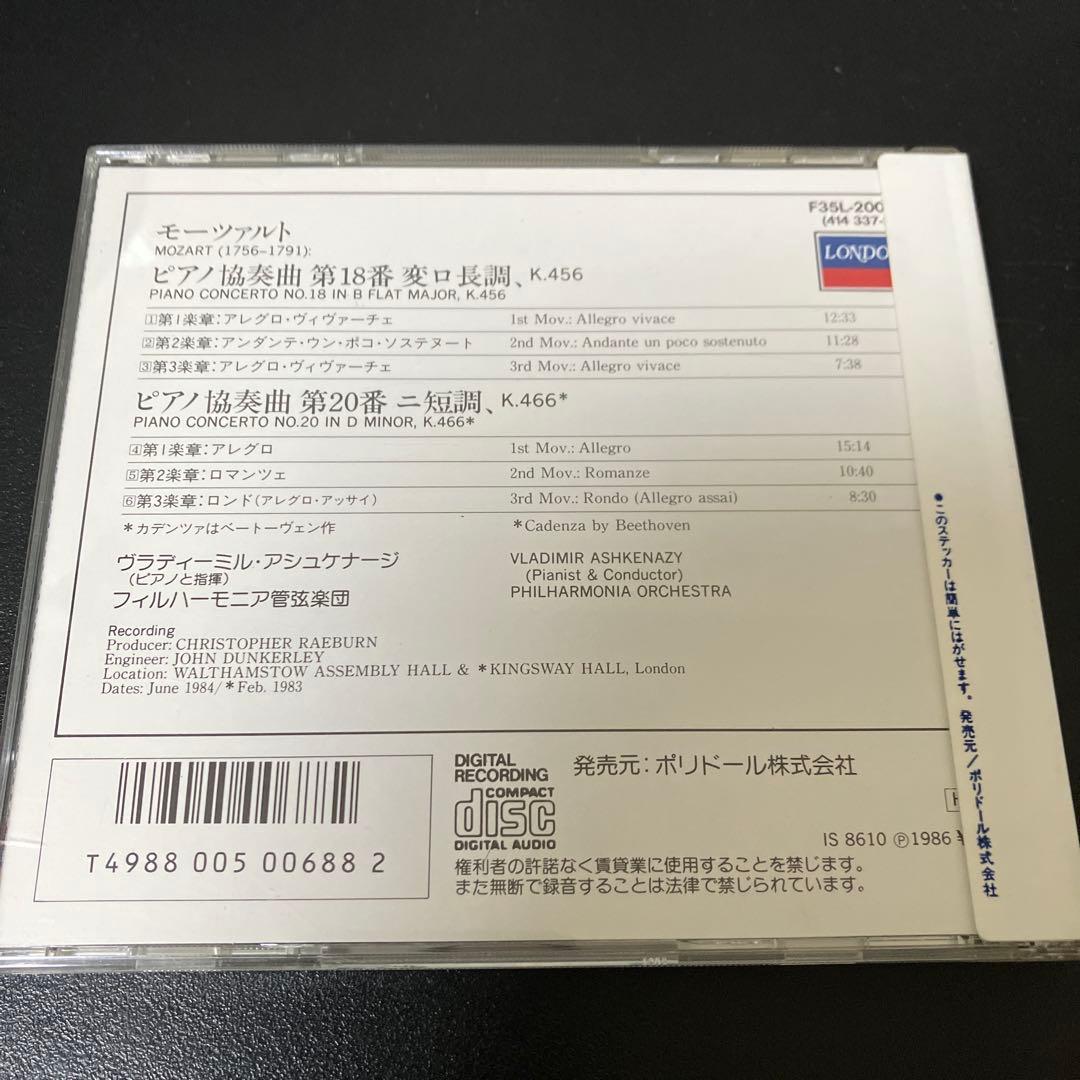 F35L-200
(414 337-
LONDO
モーツァルト
MOZART (1756–1791):
ピアノ協奏曲 第18番 変ロ長調、K.456
PIANO CONCERTO NO.18 IN B FLAT MAJOR, K.456
1第1楽章:アレグロ・ヴィヴァーチェ 1st Mov.: Allegro vivace 12:33
2第2楽章:アンダンテ・ウン・ポコ・ソステヌート 2nd Mov.: Andante un poco sostenuto 11:28
3第3楽章:アレグロ・ヴィヴァーチェ 3rd Mov.: Allegro vivace 7:38
ピアノ協奏曲 第20番 ニ短調、K.466*
PIANO CONCERTO NO.20 IN D MINOR, K.466*
4第1楽章:アレグロ 1st Mov.: Allegro 15:14
5第2楽章:ロマンツェ 2nd Mov.: Romanze 10:40
6第3楽章:ロンド(アレグロ・アッサイ) 3rd Mov.: Rondo (Allegro assai) 8:30
*カデンツァはベートーヴェン作 *Cadenza by Beethoven
ヴラディーミル・アシュケナージ VLADIMIR ASHKENAZY
(ピアノと指揮) (Pianist & Conductor)
フィルハーモニア管弦楽団 PHILHARMONIA ORCHESTRA
Recording
Producer: CHRISTOPHER RAEBURN
Engineer: JOHN DUNKERLEY
Location: WALTHAMSTOW ASSEMBLY HALL & *KINGSWAY HALL, London
Dates: June 1984/*Feb. 1983
T4988 005 00688 2
DIGITAL
RECORDING
COMPACT
disc
DIGITAL AUDIO
発売元:ポリドール株式会社
H
IS 8610 Ⓟ1986 ¥
権利者の許諾なく賃貸業に使用することを禁じます。
また無断で録音することは法律で禁じられています。
●このステッカーは簡単にはがせます。発売元/ポリドール株式会社